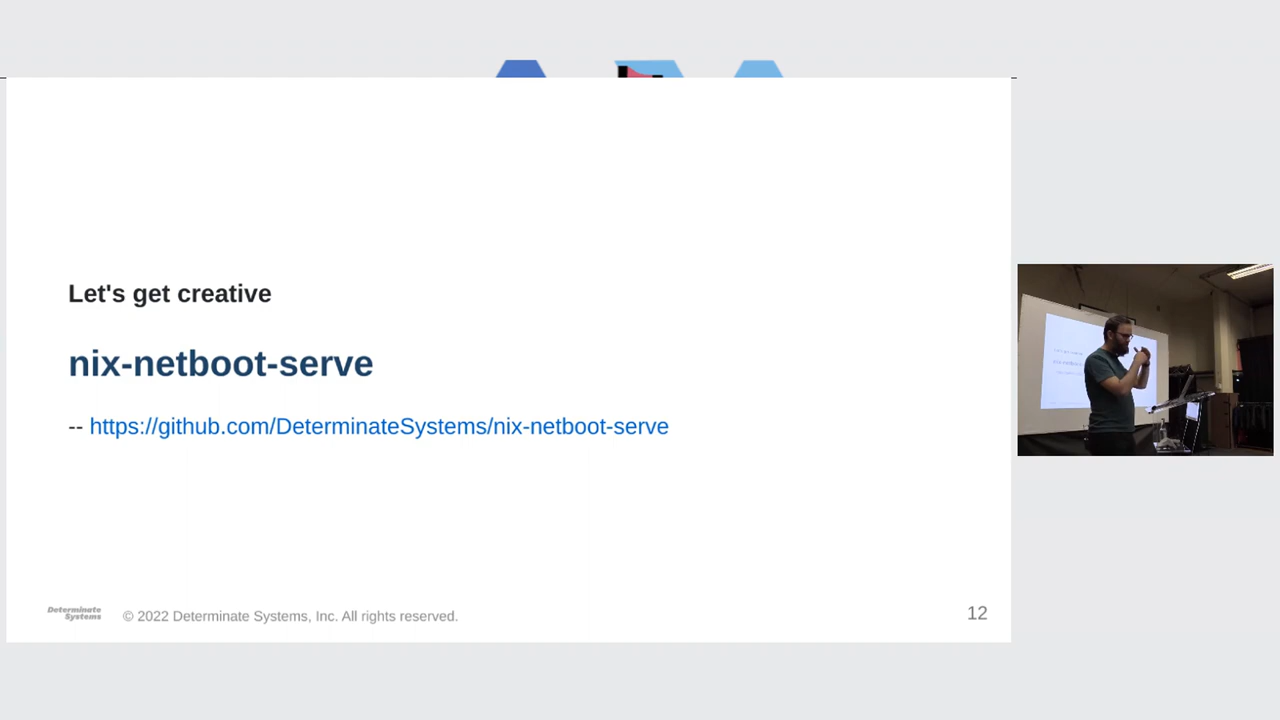 Let's get creative
nix-netboot-serve
-- https://github.com/DeterminateSystems/nix-netboot-serve
Determinate
Systems
© 2022 Determinate Systems, Inc. All rights reserved.
12